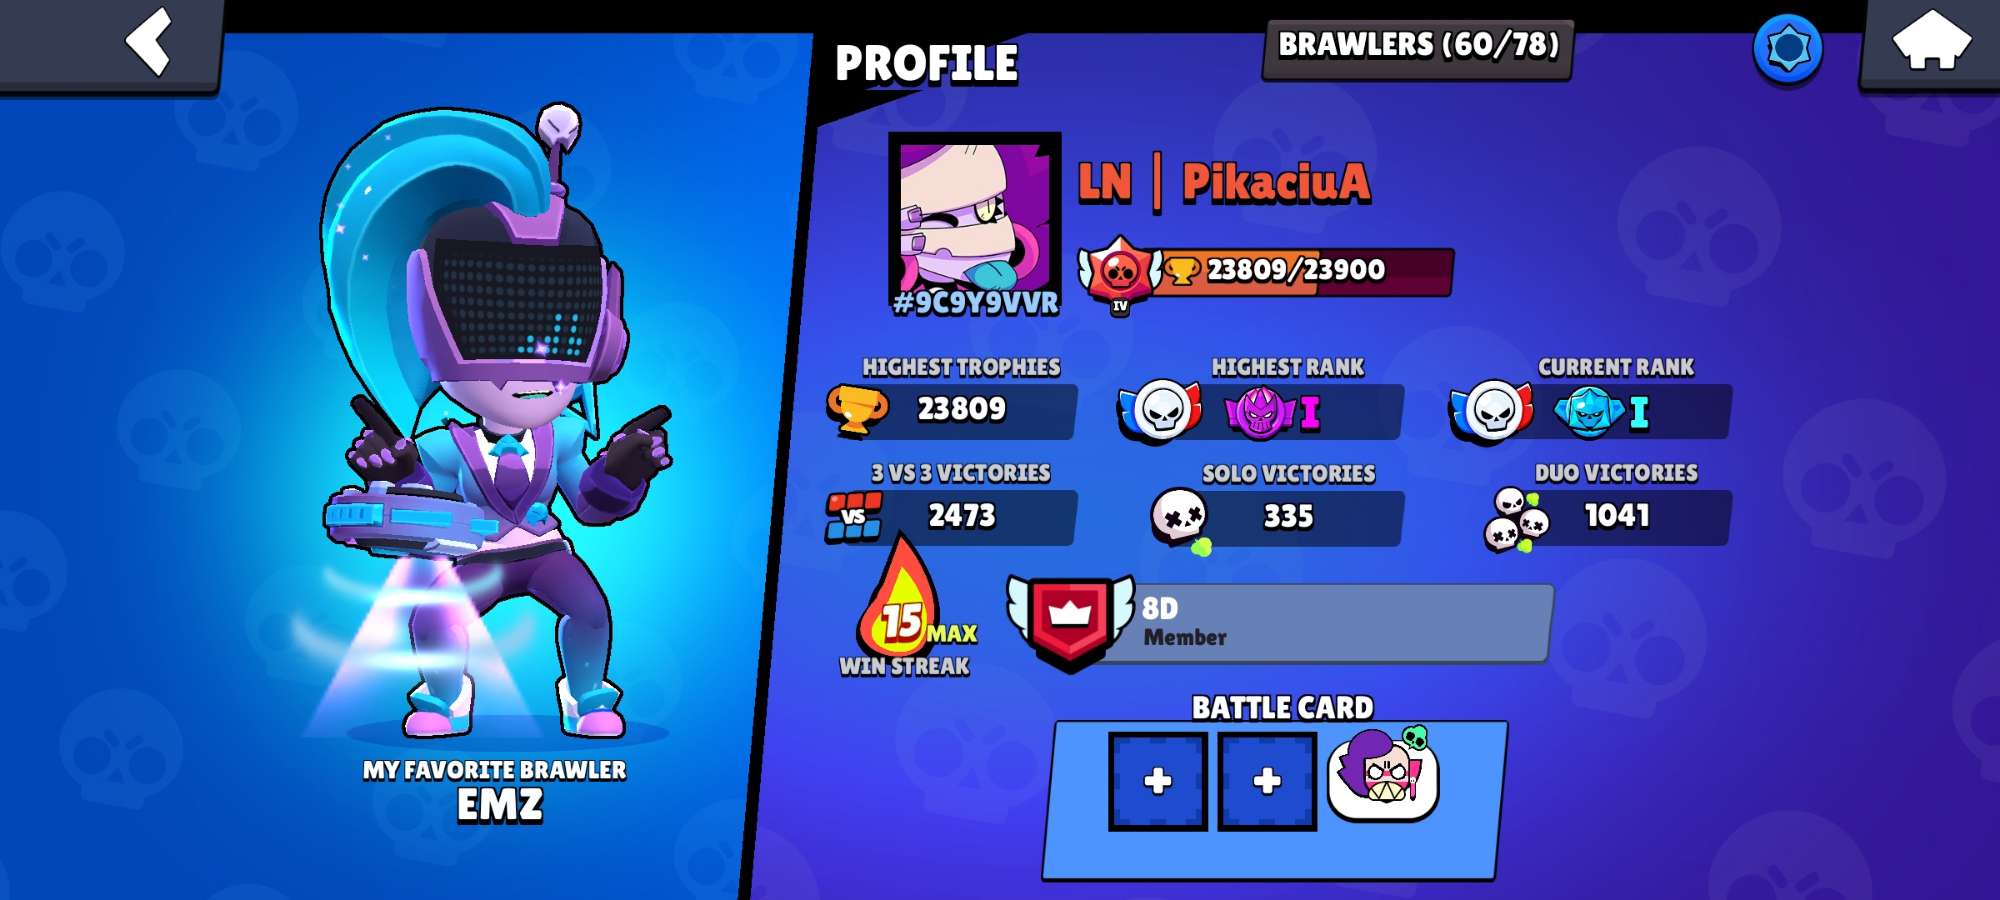 PROFILE
BRAWLERS (60/78)
LN | PikaciuA
#9C9Y9VVR
IV
23809/23900
HIGHEST TROPHIES
23809
HIGHEST RANK
I
CURRENT RANK
I
3 VS 3 VICTORIES
VS
2473
SOLO VICTORIES
335
DUO VICTORIES
1041
15 MAX
WIN STREAK
8D
Member
BATTLE CARD
MY FAVORITE BRAWLER
EMZ